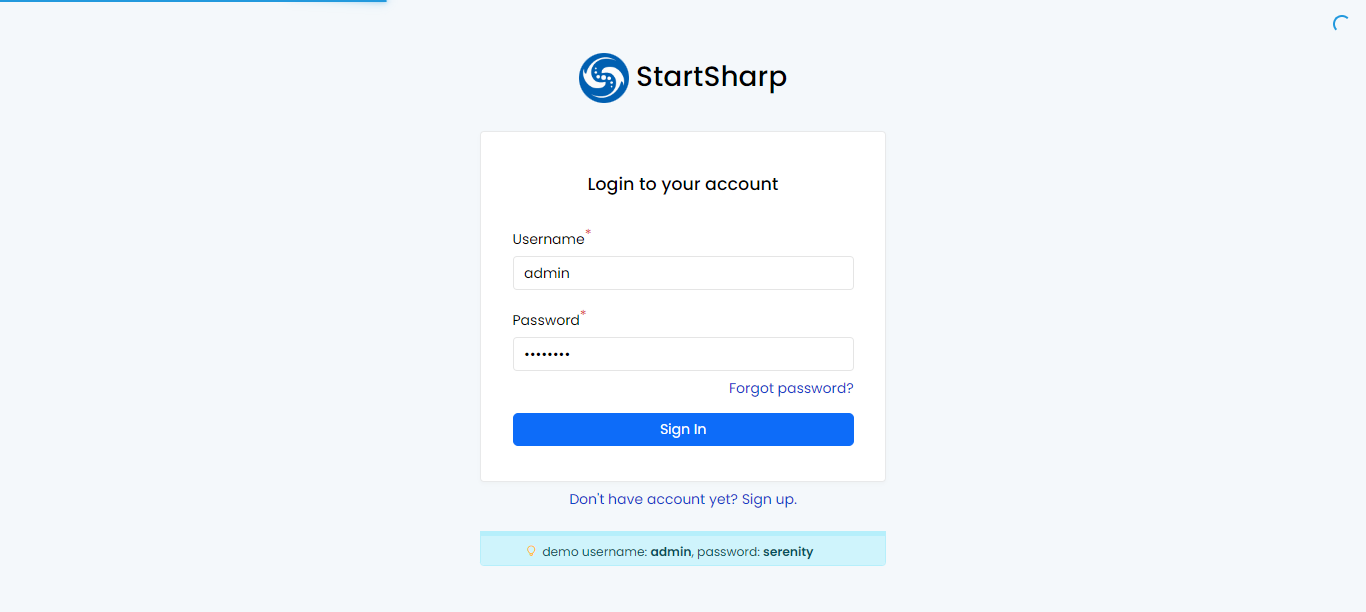 StartSharp
Login to your account
Username*
admin
Password*
••••••••
Forgot password?
Sign In
Don't have account yet? Sign up.
demo username: admin, password: serenity